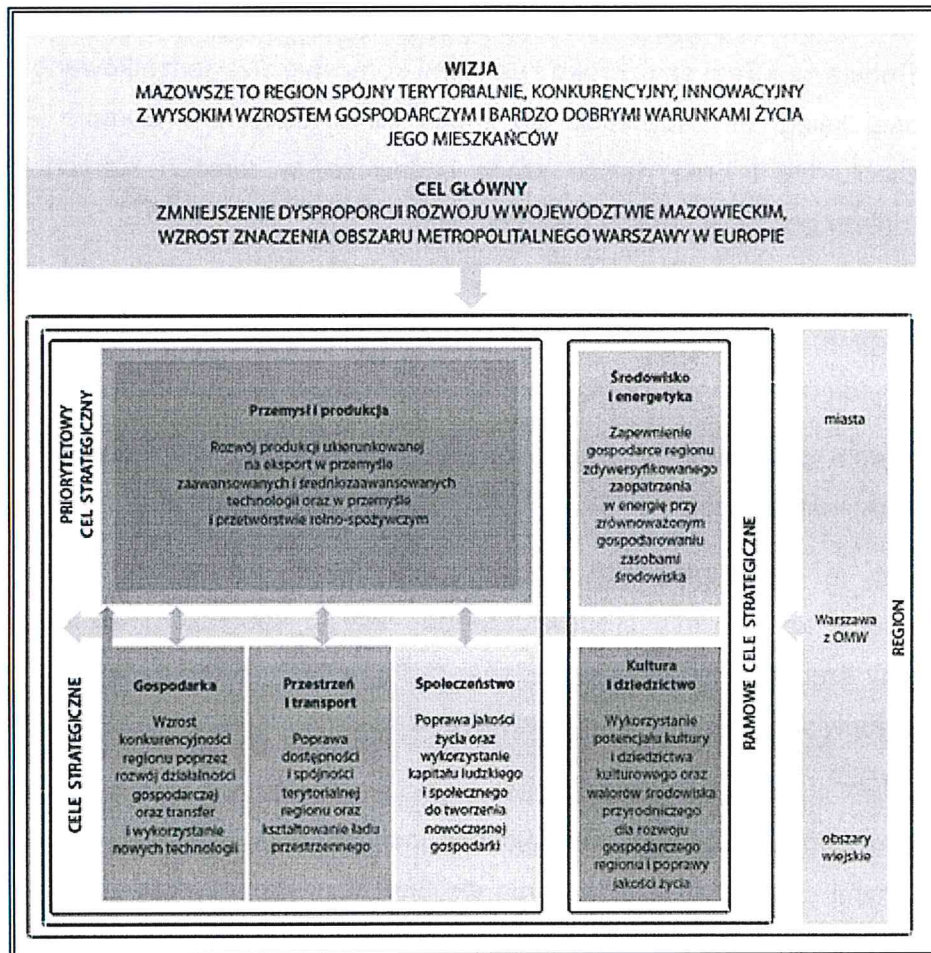 WIZJA
MAZOWSZE TO REGION SPÓJNY TERYTORIALNIE, KONKURENCYJNY, INNOWACYJNY
Z WYSOKIM WZROSTEM GOSPODARCZYM I BARDZO DOBRYMI WARUNKAMI ŻYCIA
JEGO MIESZKAŃCÓW
CEL GŁÓWNY
ZMNIEJSZENIE DYSPROPORCJI ROZWOJU W WOJEWÓDZTWIE MAZOWIECKIM,
WZROST ZNACZENIA OBSZARU METROPOLITALNEGO WARSZAWY W EUROPIE
PRIORYTETOWY
CEL STRATEGICZNY
Przemysł i produkcja
Rozwój produkcji ukierunkowanej
na eksport w przemyśle
zaawansowanych i średniozaawansowanych
technologii oraz w przemyśle
i przetwórstwie rolno-spożywczym
Środowisko
i energetyka
Zapewnienie
gospodarce regionu
zdywersyfikowanego
zaopatrzenia
w energię przy
zrównoważonym
gospodarowaniu
zasobami
środowiska
CELE STRATEGICZNE
Gospodarka
Wzrost
konkurencyjności
regionu poprzez
rozwój działalności
gospodarczej
oraz transfer
i wykorzystanie
nowych technologii
Przestrzeń
i transport
Poprawa
dostępności
i spójności
terytorialnej
regionu oraz
kształtowanie ładu
przestrzennego
Społeczeństwo
Poprawa jakości
życia oraz
wykorzystanie
kapitału ludzkiego
i społecznego
do tworzenia
nowoczesnej
gospodarki
Kultura
i dziedzictwo
Wykorzystanie
potencjału kultury
i dziedzictwa
kulturowego oraz
walorów środowiska
przyrodniczego
dla rozwoju
gospodarczego
regionu i poprawy
jakości życia
RAMOWE CELE STRATEGICZNE
miasta
Warszawa
z OMW
obszary
wiejskie
REGION